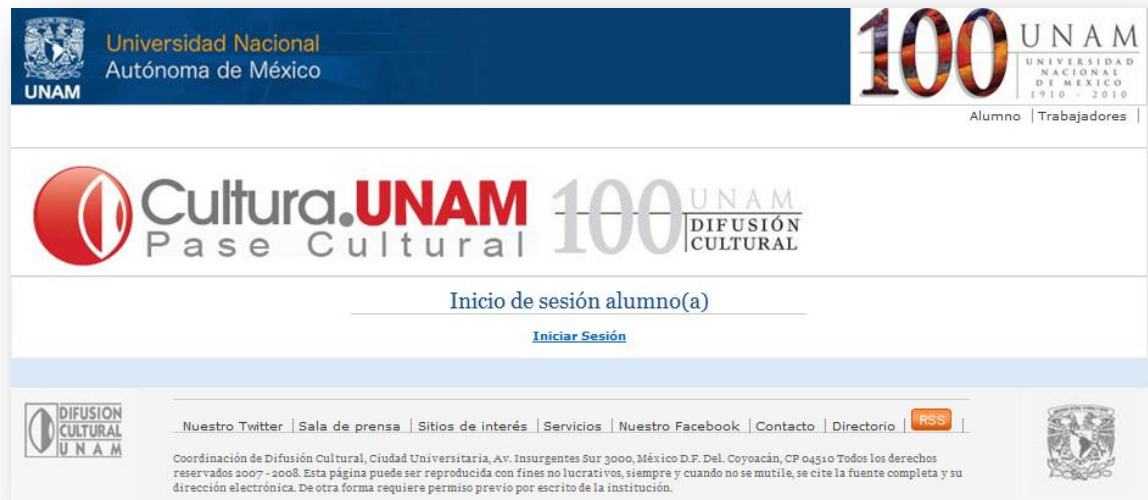 UNAM
Universidad Nacional
Autónoma de México
100
UNAM
UNIVERSIDAD
NACIONAL
DE MEXICO
1910 - 2010
Alumno | Trabajadores |
Cultura.UNAM
Pase Cultural
100
UNAM
DIFUSIÓN
CULTURAL
Inicio de sesión alumno(a)
Iniciar Sesión
DIFUSION
CULTURAL
UNAM
Nuestro Twitter | Sala de prensa | Sitios de interés | Servicios | Nuestro Facebook | Contacto | Directorio | RSS |
Coordinación de Difusión Cultural, Ciudad Universitaria, Av. Insurgentes Sur 3000, México D.F. Del. Coyoacán, CP 04510 Todos los derechos
reservados 2007 - 2008. Esta página puede ser reproducida con fines no lucrativos, siempre y cuando no se mutile, se cite la fuente completa y su
dirección electrónica. De otra forma requiere permiso previo por escrito de la institución.